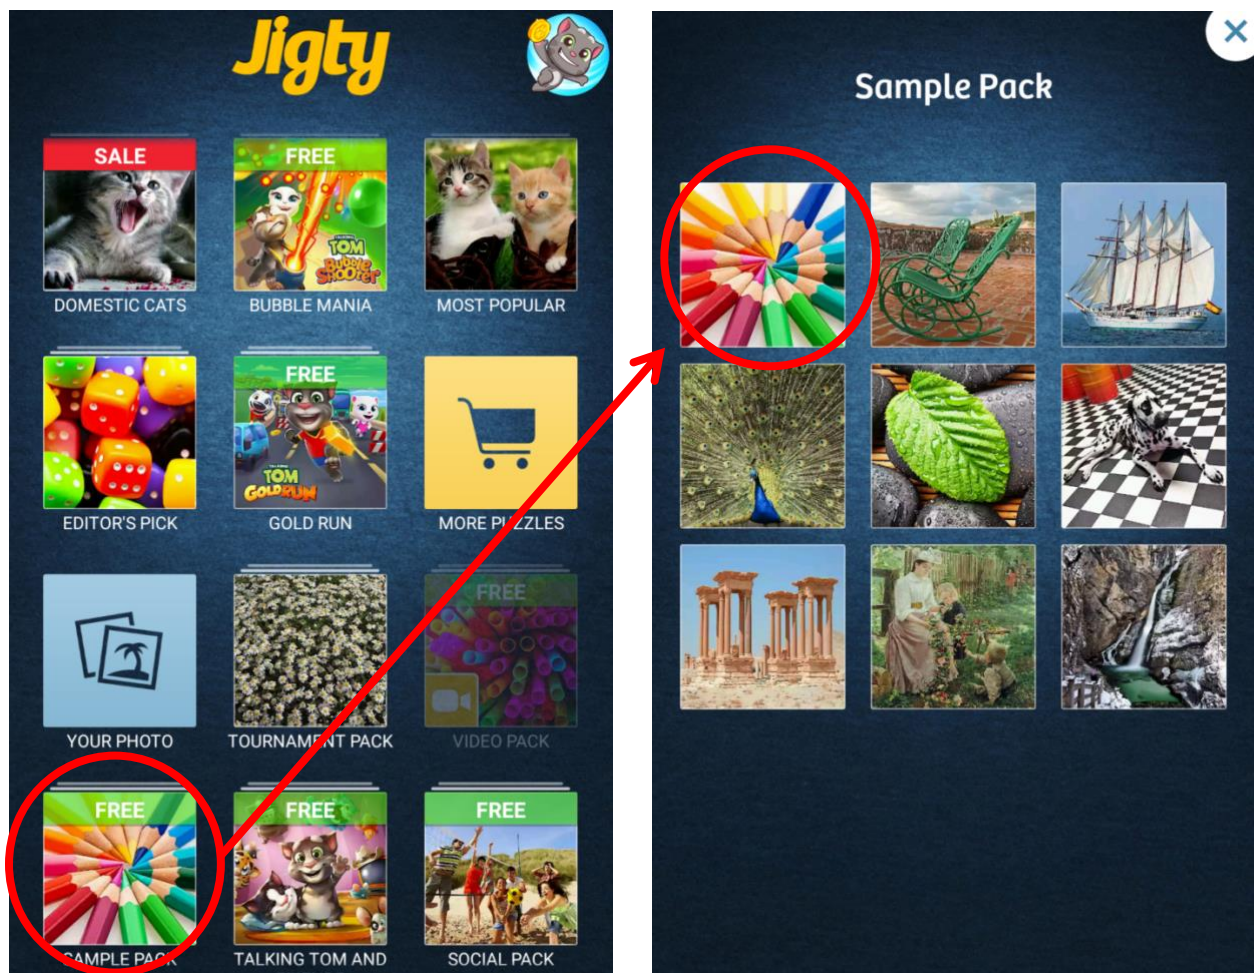 Jigty
SALE
FREE
TOM
Bubble
Shooter
DOMESTIC CATS
BUBBLE MANIA
MOST POPULAR
FREE
TOM
GOLD RUN
EDITOR'S PICK
GOLD RUN
MORE PUZZLES
FREE
YOUR PHOTO
TOURNAMENT PACK
VIDEO PACK
FREE
FREE
FREE
SAMPLE PACK
TALKING TOM AND
SOCIAL PACK
Sample Pack